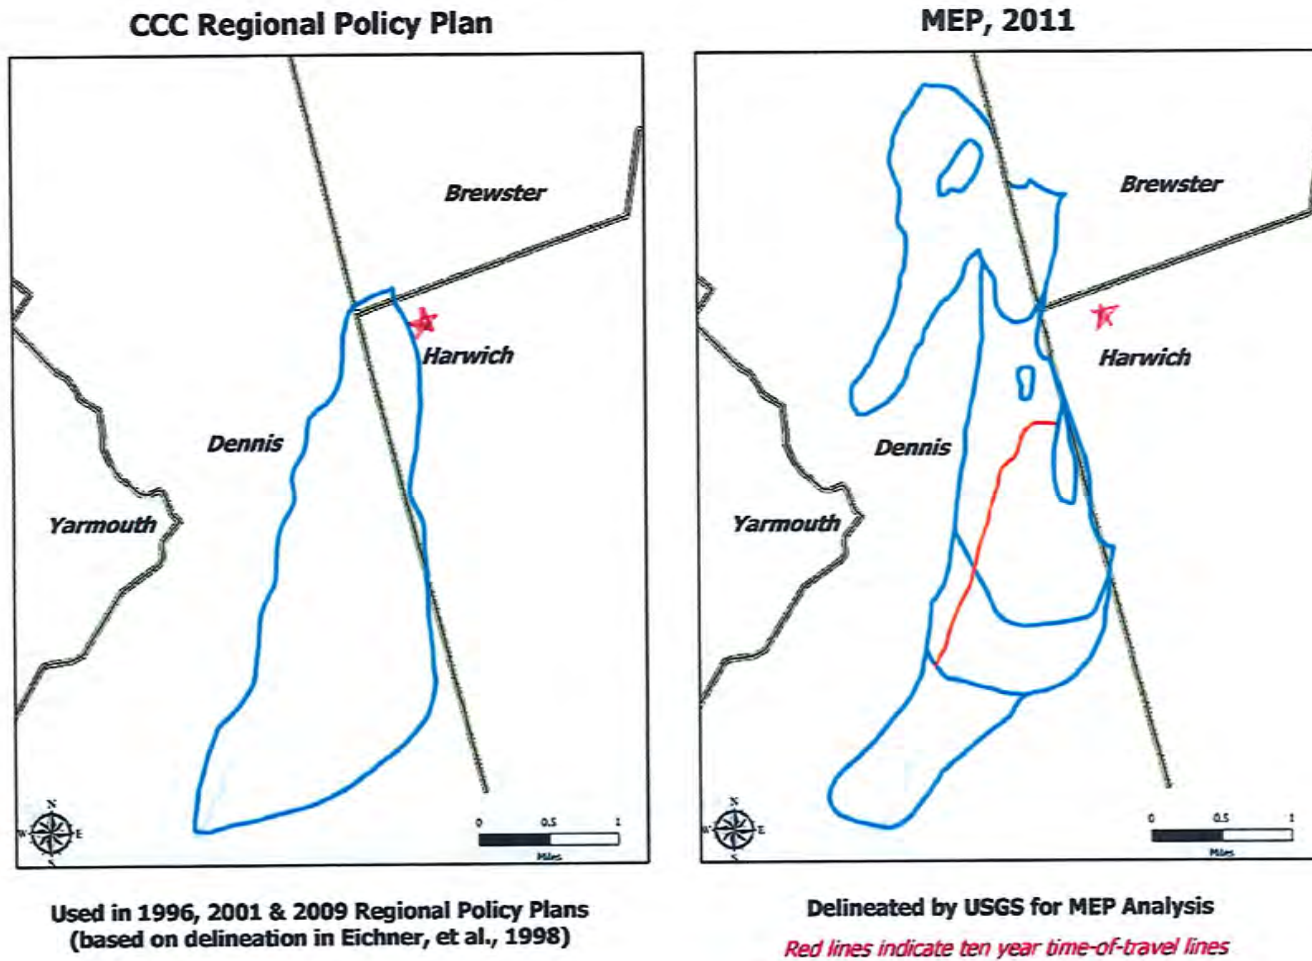 CCC Regional Policy Plan
Brewster
Harwich
Dennis
Yarmouth
N
W
E
S
0
0.5
1
Miles
Used in 1996, 2001 & 2009 Regional Policy Plans
(based on delineation in Eichner, et al., 1998)
MEP, 2011
Brewster
Harwich
Dennis
Yarmouth
N
W
E
S
0
0.5
1
Miles
Delineated by USGS for MEP Analysis
Red lines indicate ten year time-of-travel lines